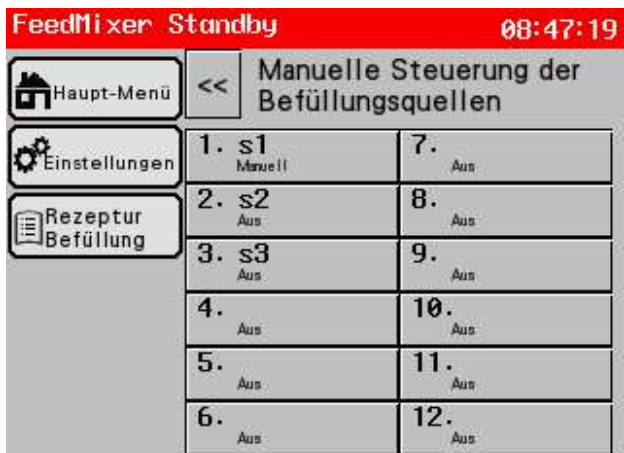 FeedMixer Standby
08:47:19
Haupt-Menü
<<
Manuelle Steuerung der
Befüllungsquellen
Einstellungen
Rezeptur
Befüllung
1. s1
Manuell
2. s2
Aus
3. s3
Aus
4.
Aus
5.
Aus
6.
Aus
7.
Aus
8.
Aus
9.
Aus
10.
Aus
11.
Aus
12.
Aus